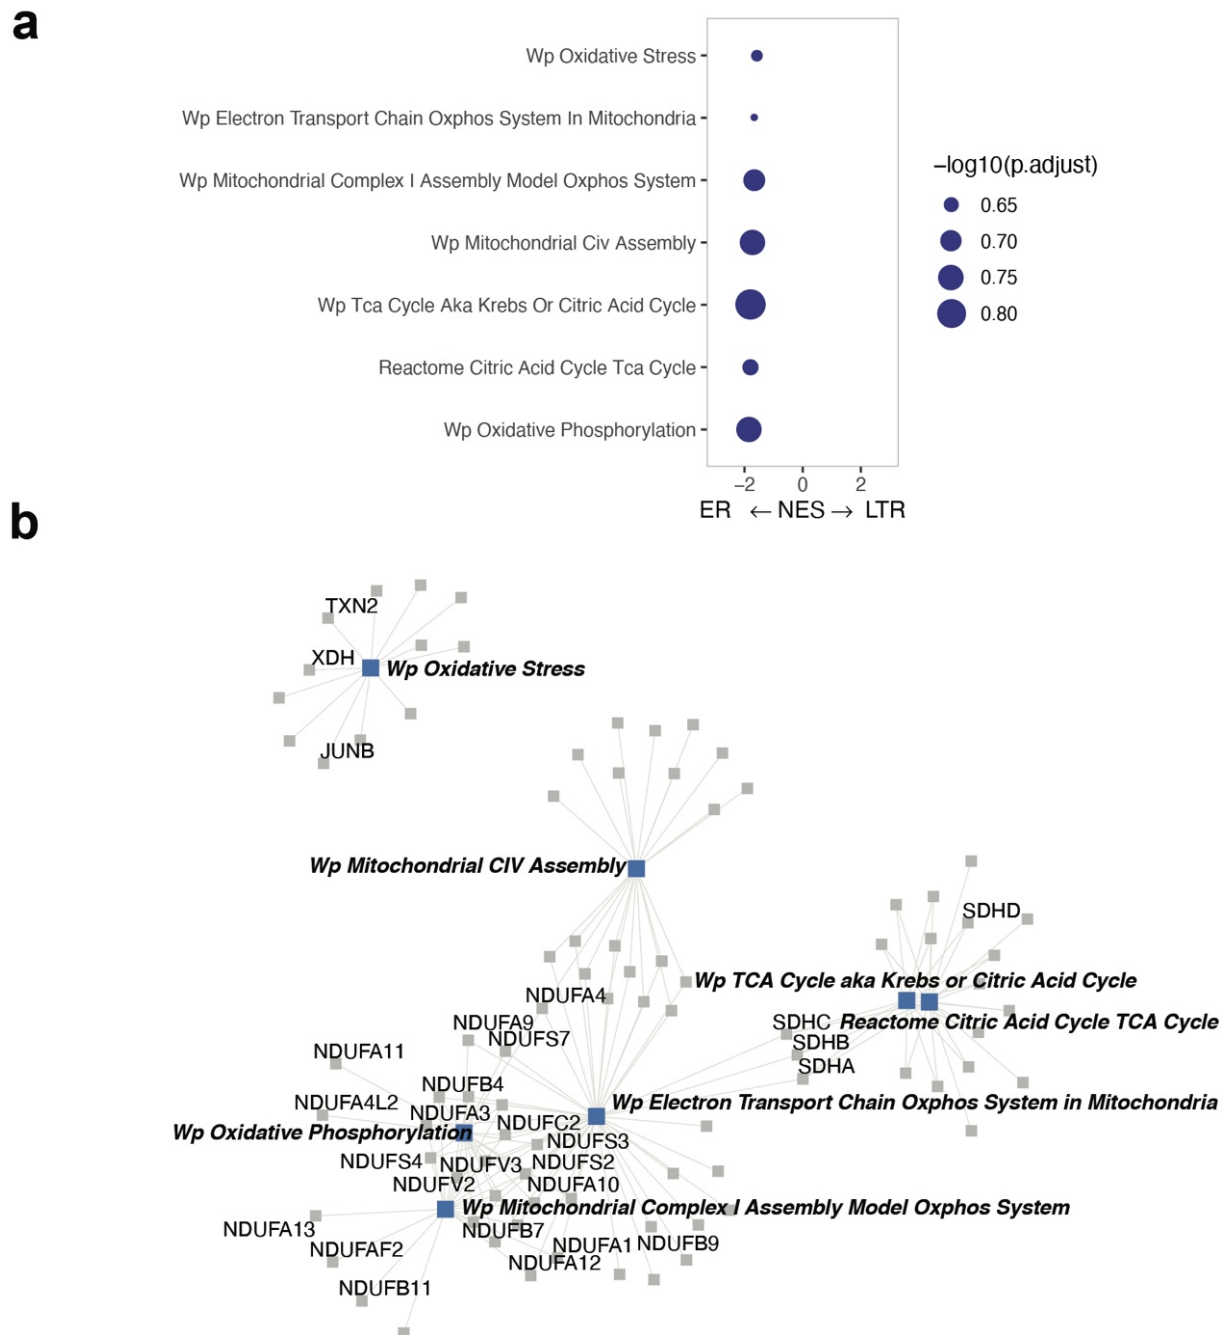 a
Wp Oxidative Stress
Wp Electron Transport Chain Oxphos System In Mitochondria
Wp Mitochondrial Complex I Assembly Model Oxphos System
Wp Mitochondrial Civ Assembly
Wp Tca Cycle Aka Krebs Or Citric Acid Cycle
Reactome Citric Acid Cycle Tca Cycle
Wp Oxidative Phosphorylation
−log10(p.adjust)
0.65
0.70
0.75
0.80
−2 0 2
ER ← NES → LTR
b
TXN2
XDH
Wp Oxidative Stress
JUNB
Wp Mitochondrial CIV Assembly
SDHD
Wp TCA Cycle aka Krebs or Citric Acid Cycle
NDUFA4
SDHC Reactome Citric Acid Cycle TCA Cycle
NDUFA9
NDUFS7
SDHB
NDUFA11
SDHA
NDUFB4
NDUFA4L2
Wp Electron Transport Chain Oxphos System in Mitochondria
NDUFA3
NDUFC2
Wp Oxidative Phosphorylation
NDUFS3
NDUFS4
NDUFV3
NDUFS2
NDUFV2
NDUFA10
Wp Mitochondrial Complex I Assembly Model Oxphos System
NDUFA13
NDUFB7
NDUFAF2
NDUFA1
NDUFB9
NDUFA12
NDUFB11